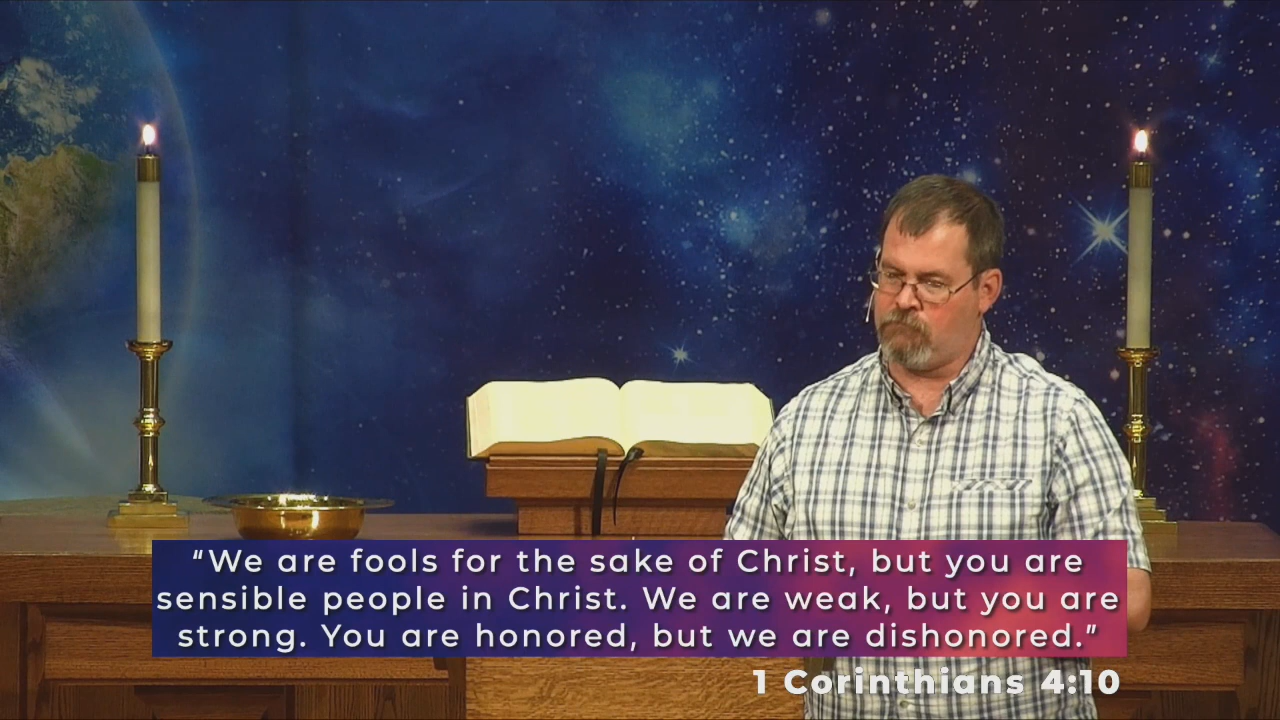 “We are fools for the sake of Christ, but you are
sensible people in Christ. We are weak, but you are
strong. You are honored, but we are dishonored.”
1 Corinthians 4:10